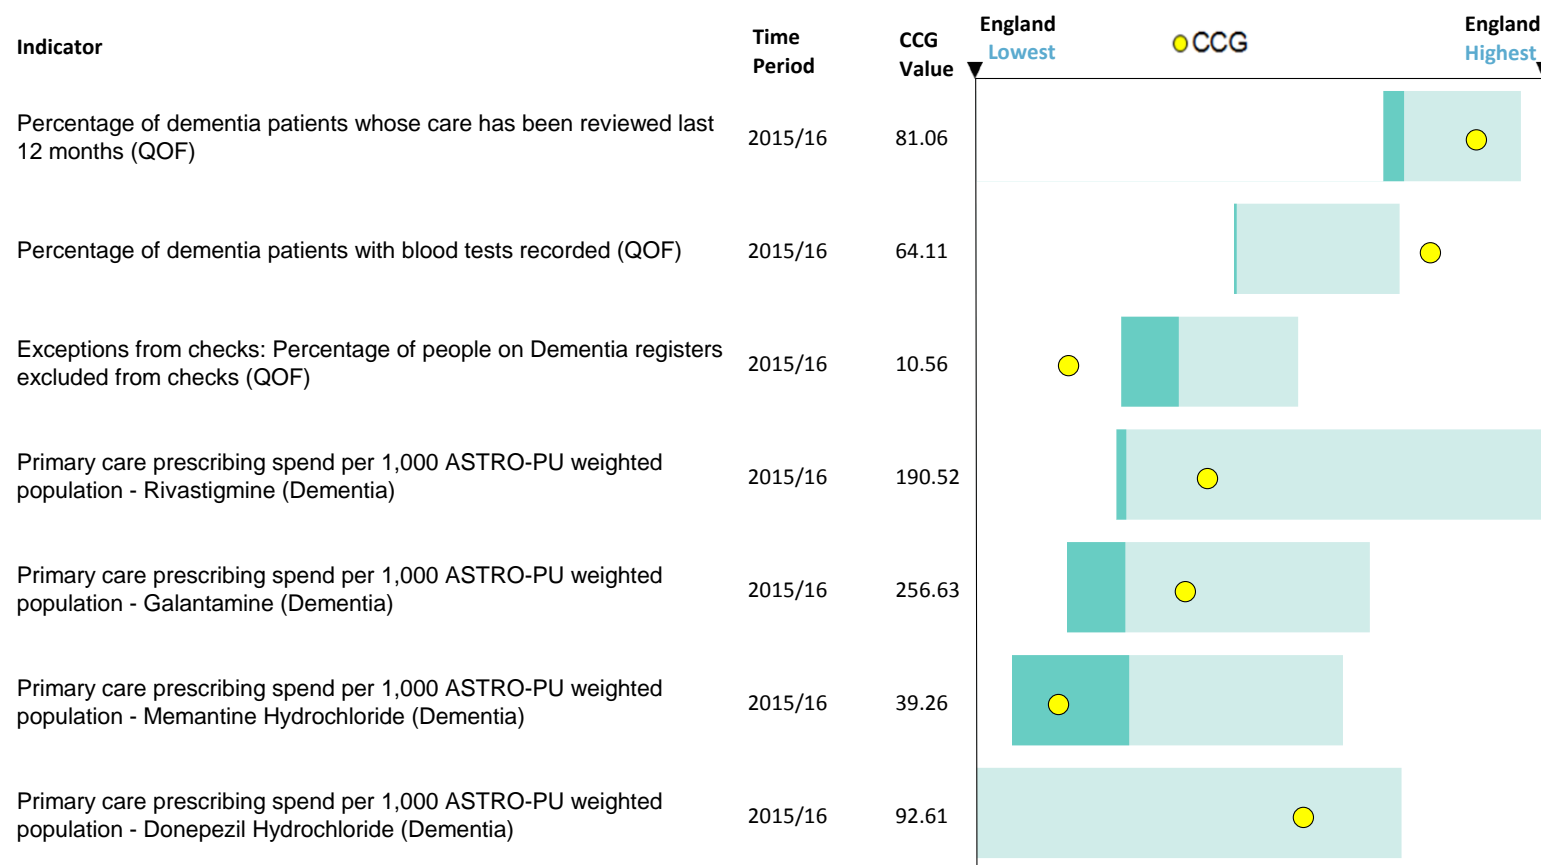 Indicator
Time Period
CCG Value
England Lowest
CCG
England Highest
Percentage of dementia patients whose care has been reviewed last
12 months (QOF)
2015/16
81.06
Percentage of dementia patients with blood tests recorded (QOF)
2015/16
64.11
Exceptions from checks: Percentage of people on Dementia registers
excluded from checks (QOF)
2015/16
10.56
Primary care prescribing spend per 1,000 ASTRO-PU weighted
population - Rivastigmine (Dementia)
2015/16
190.52
Primary care prescribing spend per 1,000 ASTRO-PU weighted
population - Galantamine (Dementia)
2015/16
256.63
Primary care prescribing spend per 1,000 ASTRO-PU weighted
population - Memantine Hydrochloride (Dementia)
2015/16
39.26
Primary care prescribing spend per 1,000 ASTRO-PU weighted
population - Donepezil Hydrochloride (Dementia)
2015/16
92.61